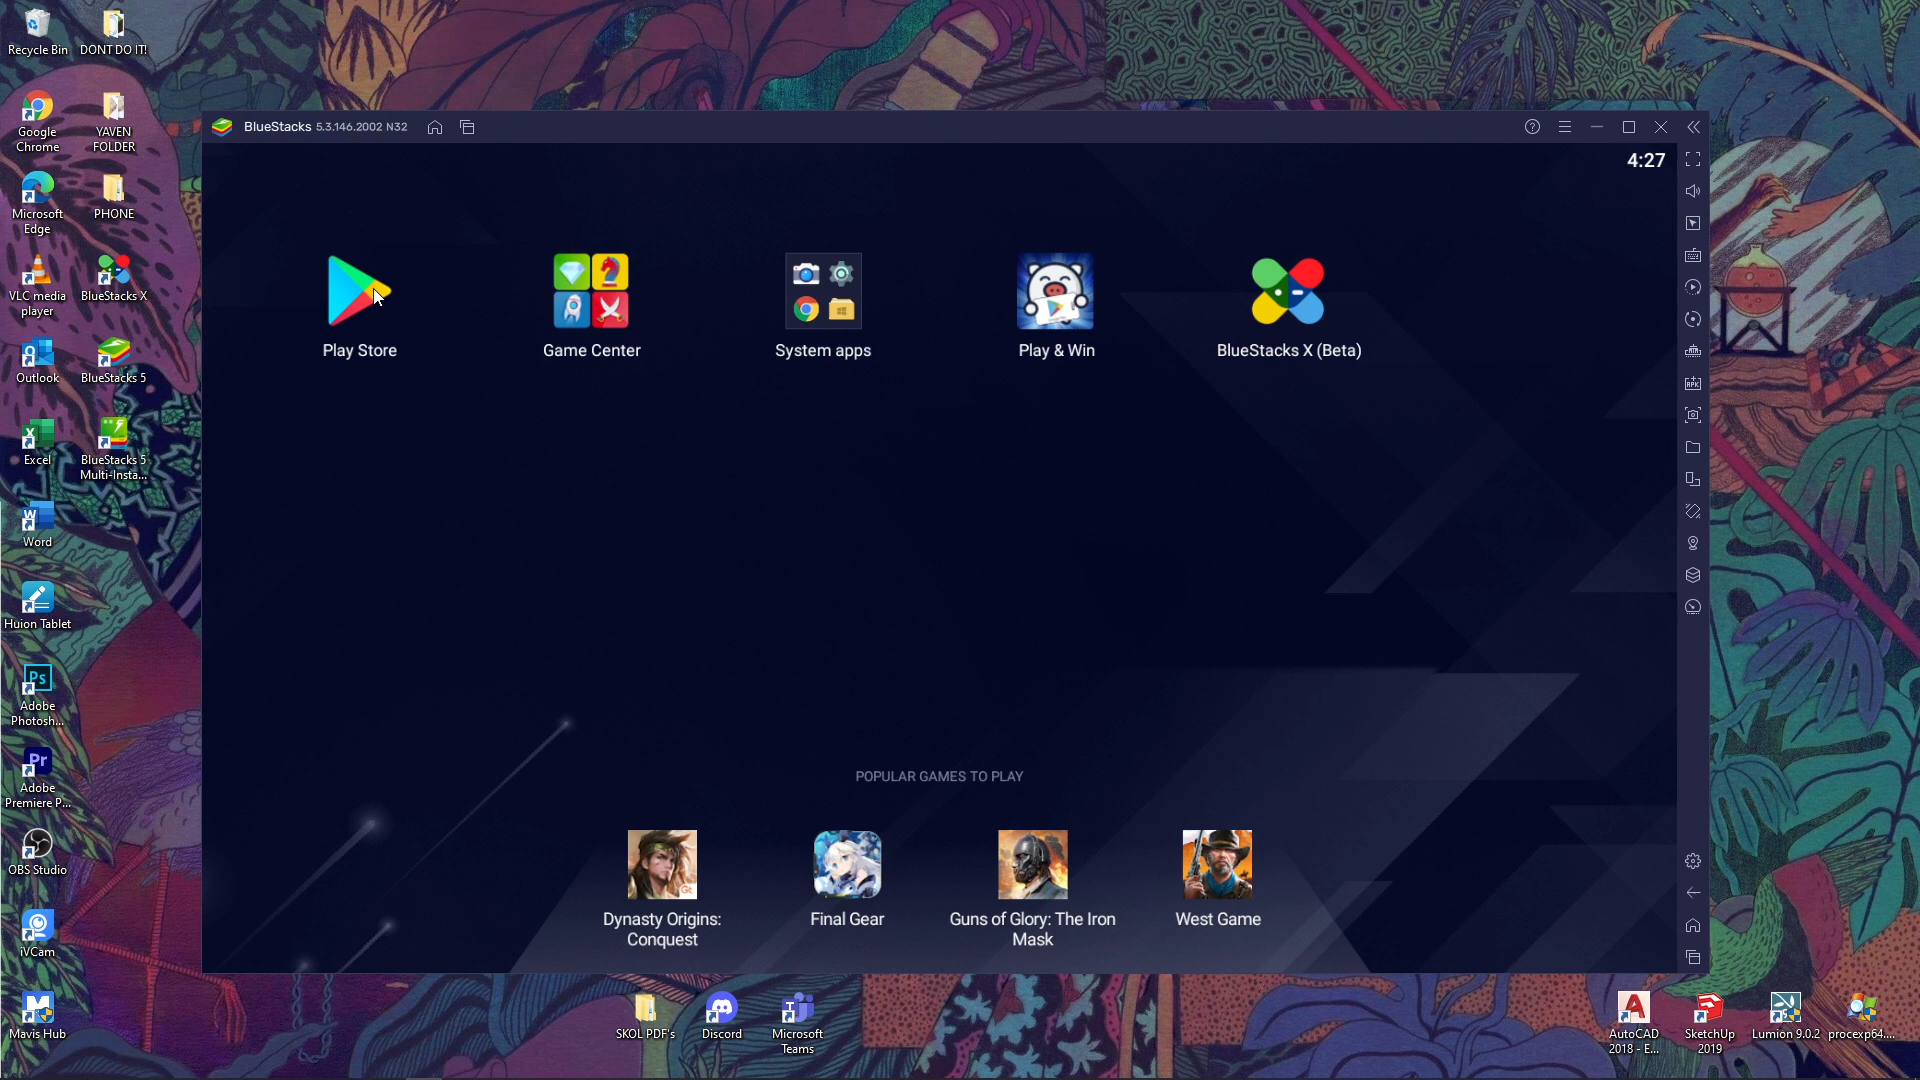 Recycle Bin
DONT DO IT!
Google
Chrome
YAVEN
FOLDER
Microsoft
Edge
PHONE
VLC media
player
BlueStacks X
Outlook
BlueStacks 5
Excel
BlueStacks 5
Multi-Insta...
Word
Huion Tablet
Adobe
Photosh...
Adobe
Premiere P...
OBS Studio
iVCam
Mavis Hub
BlueStacks 5.3.146.2002 N32
4:27
Play Store
Game Center
System apps
Play & Win
BlueStacks X (Beta)
POPULAR GAMES TO PLAY
Dynasty Origins:
Conquest
Final Gear
Guns of Glory: The Iron
Mask
West Game
SKOL PDF's
Discord
Microsoft
Teams
AutoCAD
2018 - E...
SketchUp
2019
Lumion 9.0.2
procexp64....